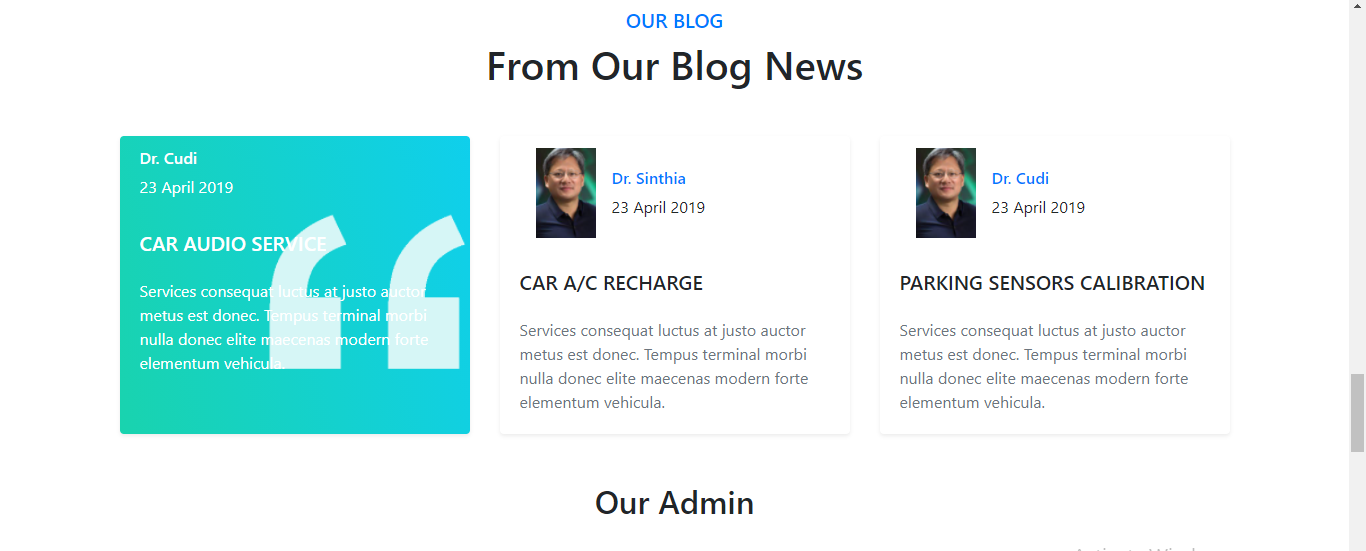 OUR BLOG
From Our Blog News
Dr. Cudi
23 April 2019
CAR AUDIO SERVICE
Services consequat luctus at justo auctor
metus est donec. Tempus terminal morbi
nulla donec elite maecenas modern forte
elementum vehicula.
Dr. Sinthia
23 April 2019
CAR A/C RECHARGE
Services consequat luctus at justo auctor
metus est donec. Tempus terminal morbi
nulla donec elite maecenas modern forte
elementum vehicula.
Dr. Cudi
23 April 2019
PARKING SENSORS CALIBRATION
Services consequat luctus at justo auctor
metus est donec. Tempus terminal morbi
nulla donec elite maecenas modern forte
elementum vehicula.
Our Admin